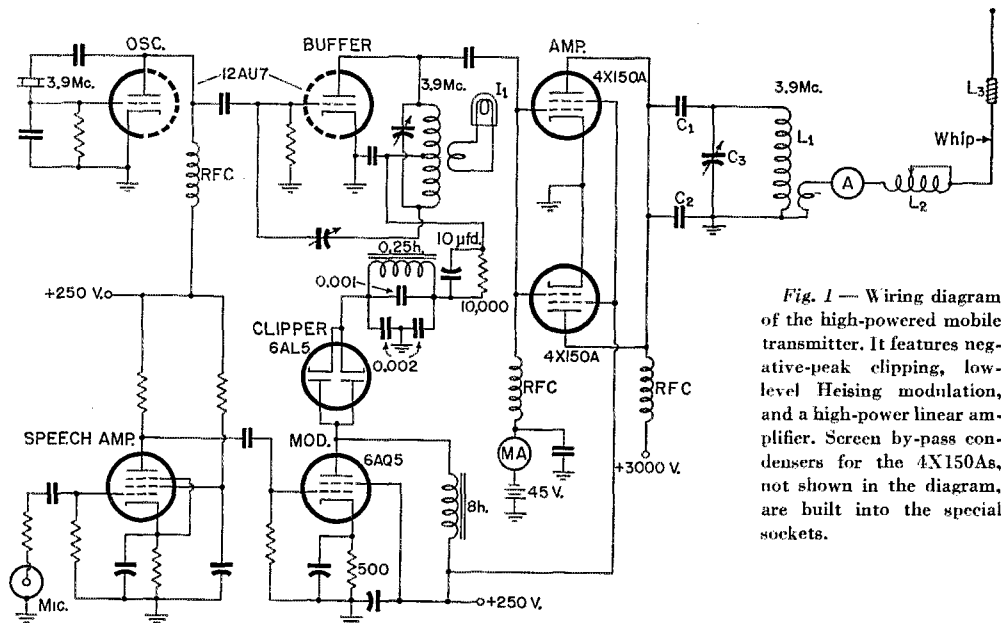 OSC.
BUFFER
AMP.
12AU7
4X150A
3.9Mc.
3.9Mc.
I1
3.9Mc.
L3
C1
L1
Whip
RFC
C3
A
C2
L2
10 µfd.
0.25h.
+250 V.
0.001
10,000
CLIPPER
6AL5
0.002
4X150A
RFC
RFC
SPEECH AMP.
MOD.
6AQ5
MA
+3000 V.
45 V.
8h.
500
MIC.
+250 V.
Fig. 1 — Wiring diagram
of the high-powered mobile
transmitter. It features neg-
ative-peak clipping, low-
level Heising modulation,
and a high-power linear am-
plifier. Screen by-pass con-
densers for the 4X150As,
not shown in the diagram,
are built into the special
sockets.